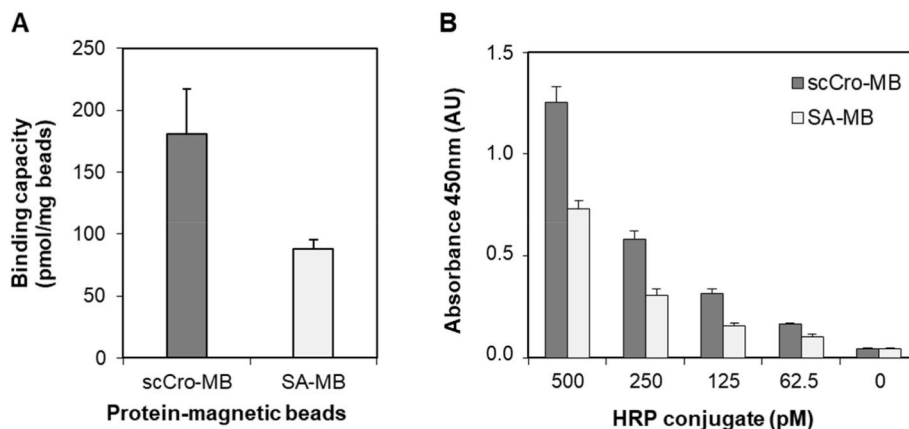 A
250
200
150
100
50
0
Binding capacity
(pmol/mg beads)
scCro-MB SA-MB
Protein-magnetic beads
B
1.5
1.0
0.5
0.0
Absorbance 450nm (AU)
scCro-MB
SA-MB
500 250 125 62.5 0
HRP conjugate (pM)